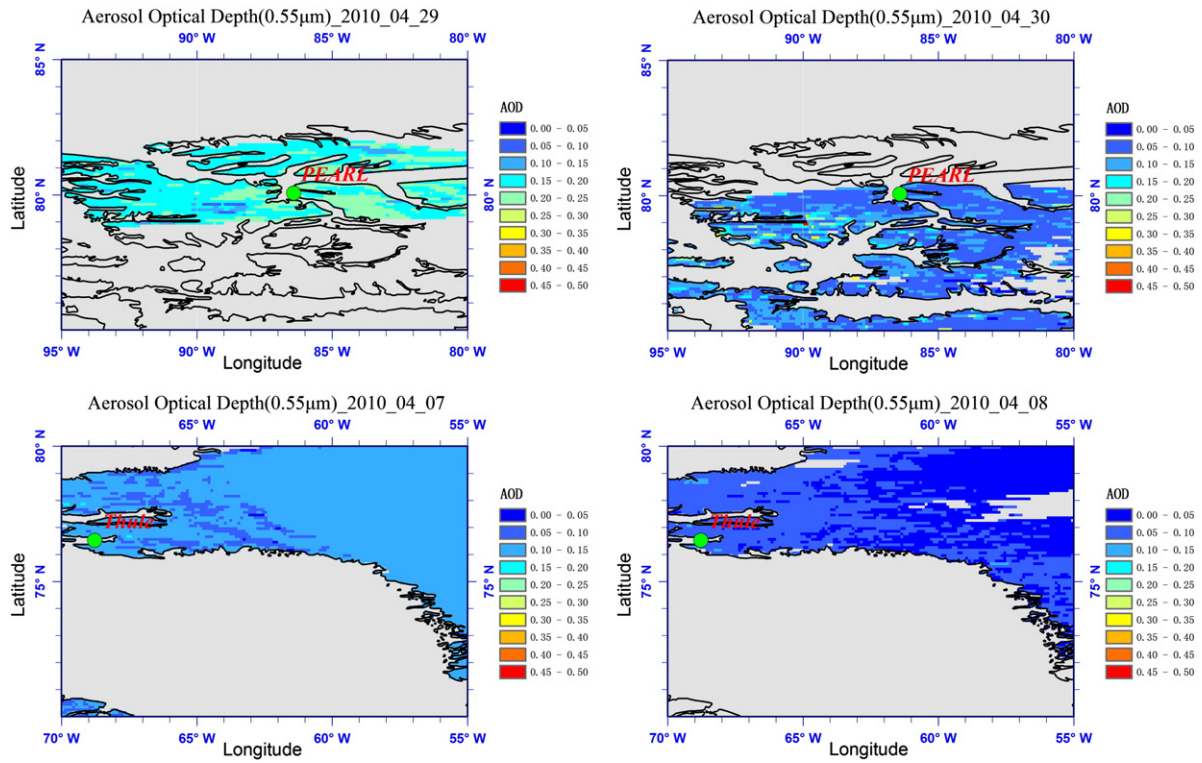 Aerosol Optical Depth(0.55μm)_2010_04_29
90° W 85° W 80° W
85° N
80° N
Latitude
PEARL
80° N
95° W 90° W 85° W 80° W
Longitude
AOD
0.00 - 0.05
0.05 - 0.10
0.10 - 0.15
0.15 - 0.20
0.20 - 0.25
0.25 - 0.30
0.30 - 0.35
0.35 - 0.40
0.40 - 0.45
0.45 - 0.50
Aerosol Optical Depth(0.55μm)_2010_04_30
90° W 85° W 80° W
85° N
80° N
Latitude
PEARL
80° N
95° W 90° W 85° W 80° W
Longitude
AOD
0.00 - 0.05
0.05 - 0.10
0.10 - 0.15
0.15 - 0.20
0.20 - 0.25
0.25 - 0.30
0.30 - 0.35
0.35 - 0.40
0.40 - 0.45
0.45 - 0.50
Aerosol Optical Depth(0.55μm)_2010_04_07
65° W 60° W 55° W
80° N
75° N
Latitude
Thule
75° N
70° W 65° W 60° W 55° W
Longitude
AOD
0.00 - 0.05
0.05 - 0.10
0.10 - 0.15
0.15 - 0.20
0.20 - 0.25
0.25 - 0.30
0.30 - 0.35
0.35 - 0.40
0.40 - 0.45
0.45 - 0.50
Aerosol Optical Depth(0.55μm)_2010_04_08
65° W 60° W 55° W
80° N
75° N
Latitude
Thule
75° N
70° W 65° W 60° W 55° W
Longitude
AOD
0.00 - 0.05
0.05 - 0.10
0.10 - 0.15
0.15 - 0.20
0.20 - 0.25
0.25 - 0.30
0.30 - 0.35
0.35 - 0.40
0.40 - 0.45
0.45 - 0.50